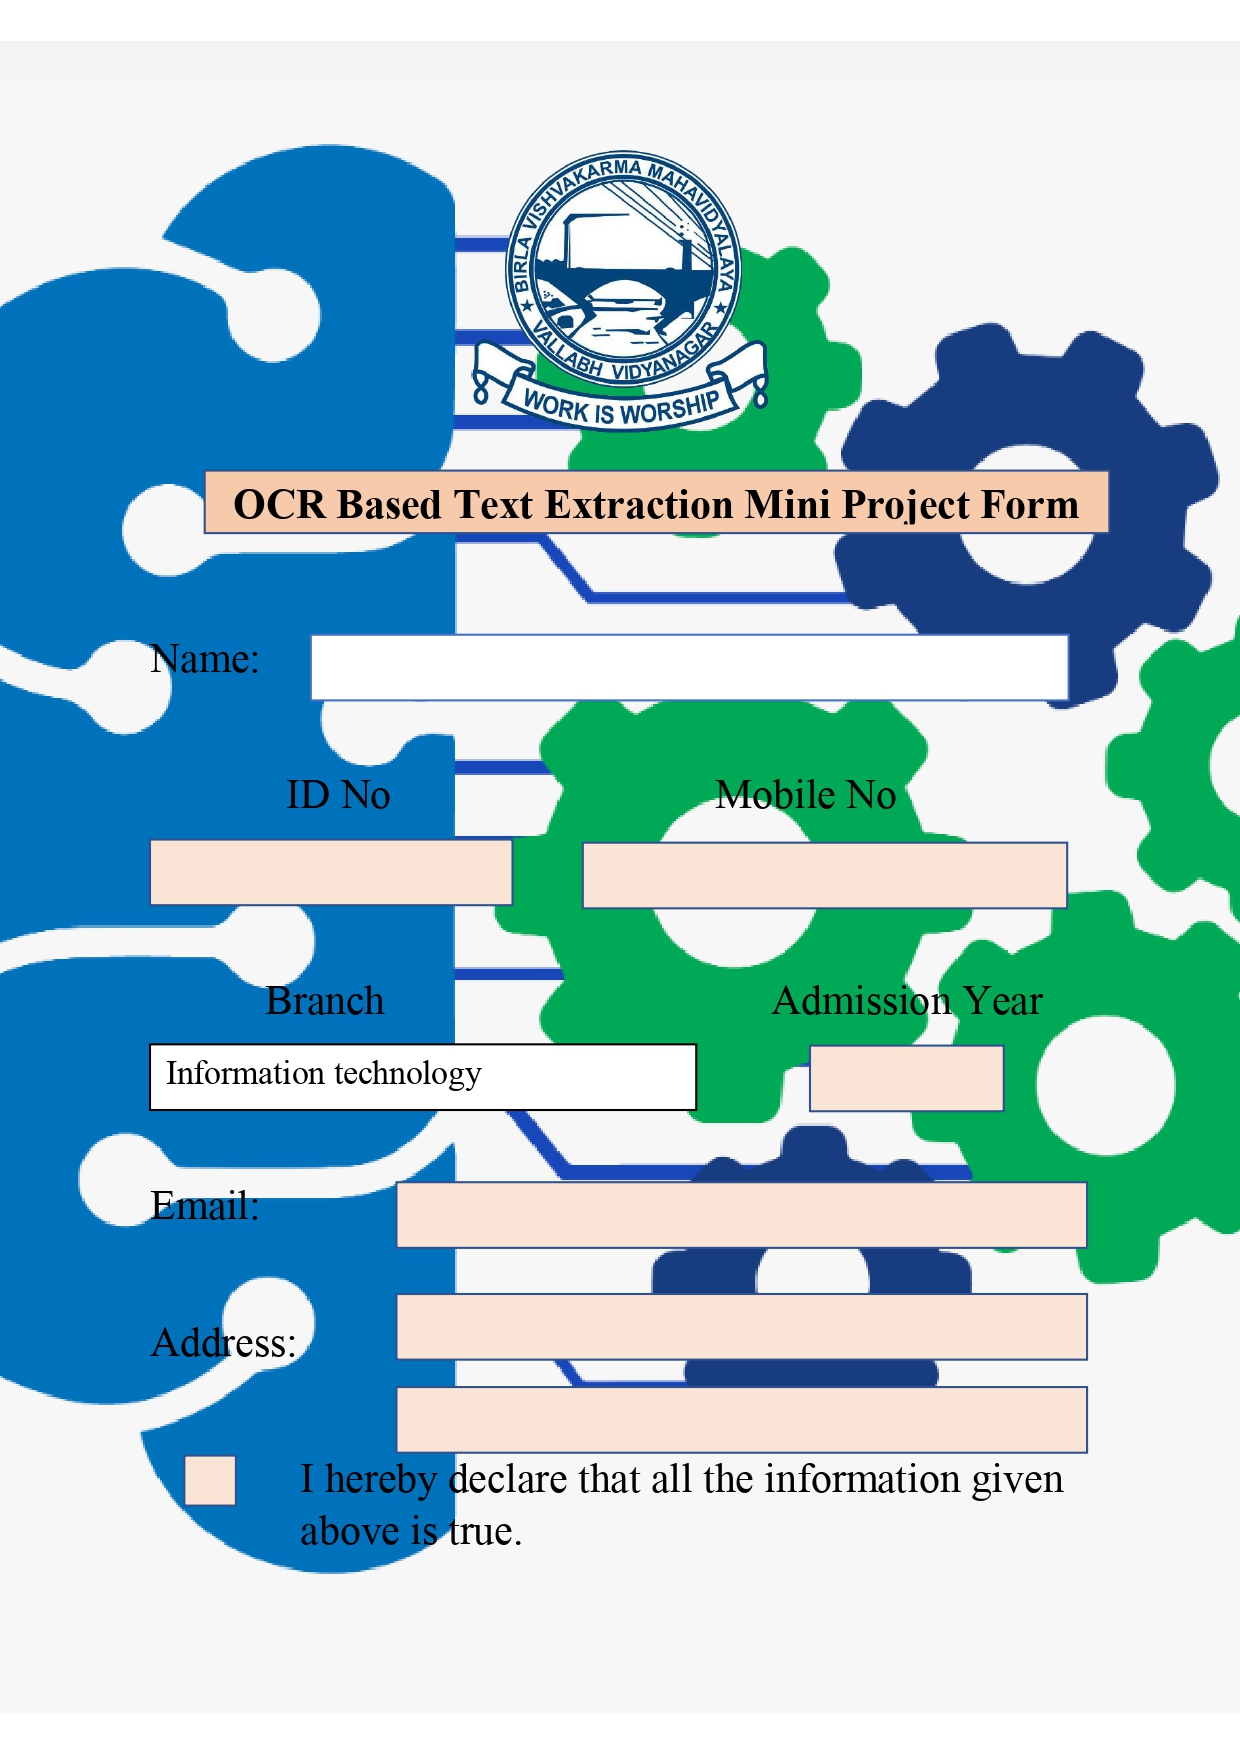 BIRLA VISHVAKARMA MAHAVIDYALAYA
★ VALLABH VIDYANAGAR ★
WORK IS WORSHIP
OCR Based Text Extraction Mini Project Form
Name:
ID No Mobile No
Branch Admission Year
Information technology
Email:
Address:
I hereby declare that all the information given
above is true.